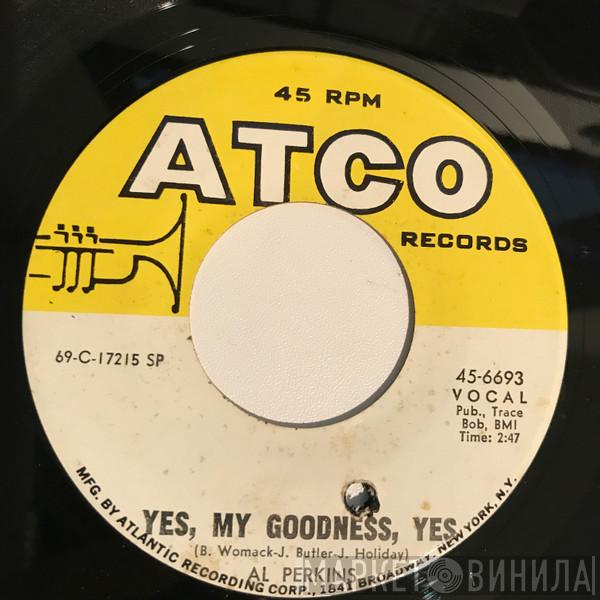 45 RPM
ATCO
RECORDS
69-C-17215 SP
45-6693
VOCAL
Pub., Trace
Bob, BMI
Time: 2:47
YES, MY GOODNESS, YES
(B. Womack-J. Butler-J. Holiday)
AL PERKINS
MFG. BY ATLANTIC RECORDING CORP., 1841 BROADWAY, NEW YORK, N.Y.
МАРКЕТ ВИНИЛА